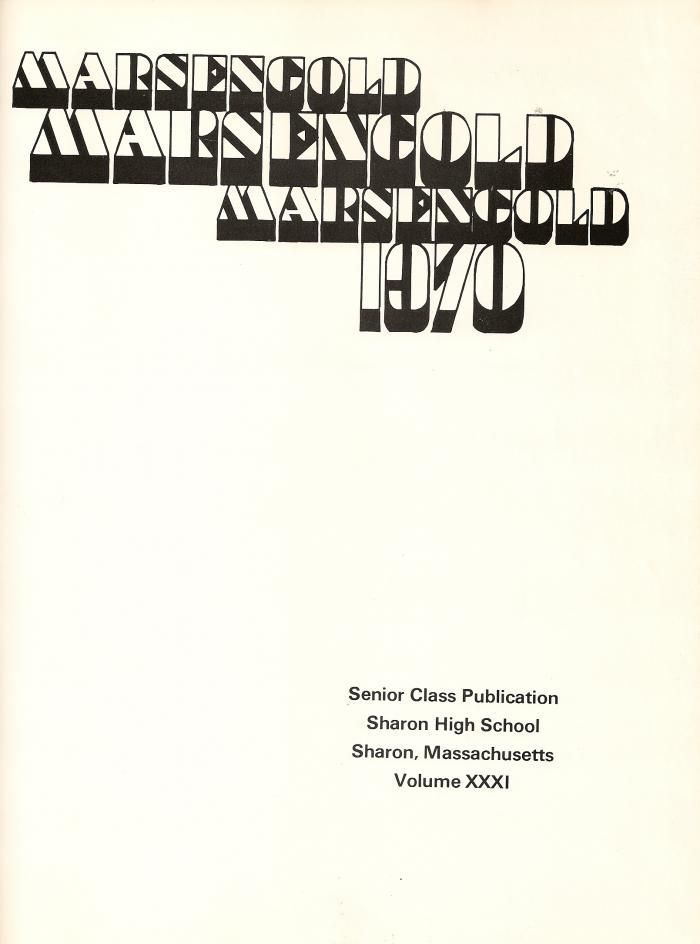 MARSENGOLD
MARSENGOLD
MARSENGOLD
1970
Senior Class Publication
Sharon High School
Sharon, Massachusetts
Volume XXXI